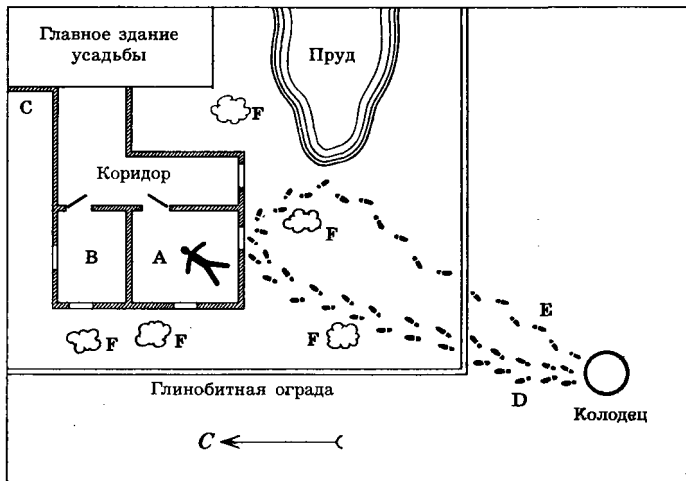 Главное здание
усадьбы
Пруд
C
F
Коридор
F
B
A
E
F
F
F
D
Глинобитная ограда
Колодец
C